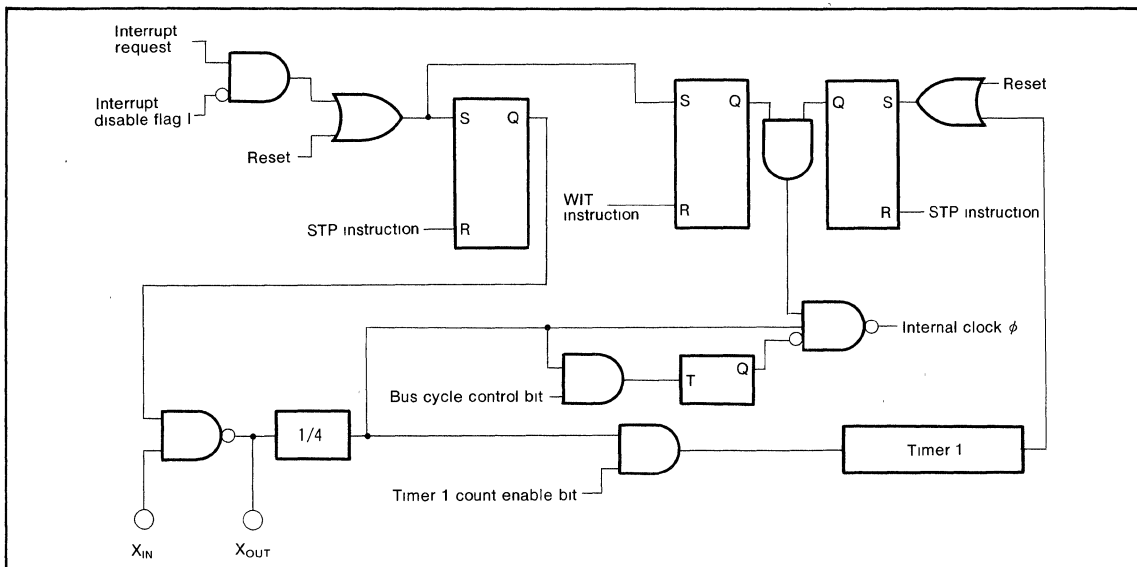 Interrupt
request
Interrupt
disable flag I
Reset
S
Q
R
STP instruction
S
Q
R
WIT
instruction
Q
S
R
Reset
STP instruction
Internal clock ϕ
T
Q
Bus cycle control bit
1/4
Timer 1
Timer 1 count enable bit
XIN
XOUT